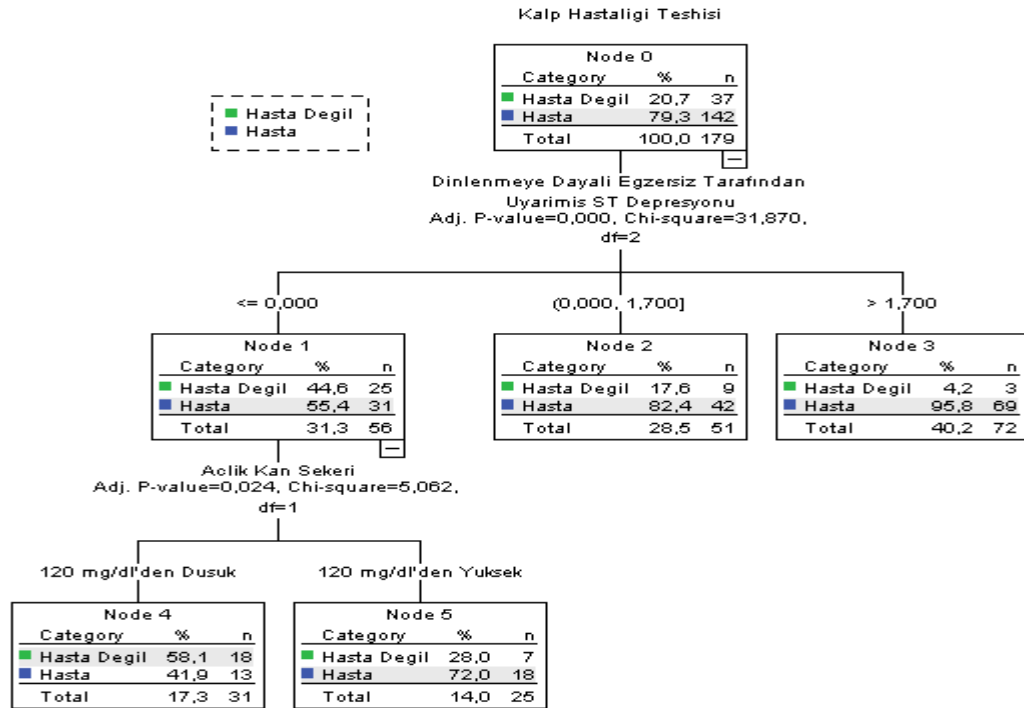 Kalp Hastaligi Teshisi
Hasta Degil
Hasta
Node 0
Category % n
Hasta Degil 20,7 37
Hasta 79,3 142
Total 100,0 179
Dinlenmeye Dayali Egzersiz Tarafından
Uyarimis ST Depresyonu
Adj. P-value=0,000, Chi-square=31,870,
df=2
<= 0,000
(0,000, 1,700]
> 1,700
Node 1
Category % n
Hasta Degil 44,6 25
Hasta 55,4 31
Total 31,3 56
Node 2
Category % n
Hasta Degil 17,6 9
Hasta 82,4 42
Total 28,5 51
Node 3
Category % n
Hasta Degil 4,2 3
Hasta 95,8 69
Total 40,2 72
Aclik Kan Sekeri
Adj. P-value=0,024, Chi-square=5,062,
df=1
120 mg/dl'den Dusuk
120 mg/dl'den Yuksek
Node 4
Category % n
Hasta Degil 58,1 18
Hasta 41,9 13
Total 17,3 31
Node 5
Category % n
Hasta Degil 28,0 7
Hasta 72,0 18
Total 14,0 25